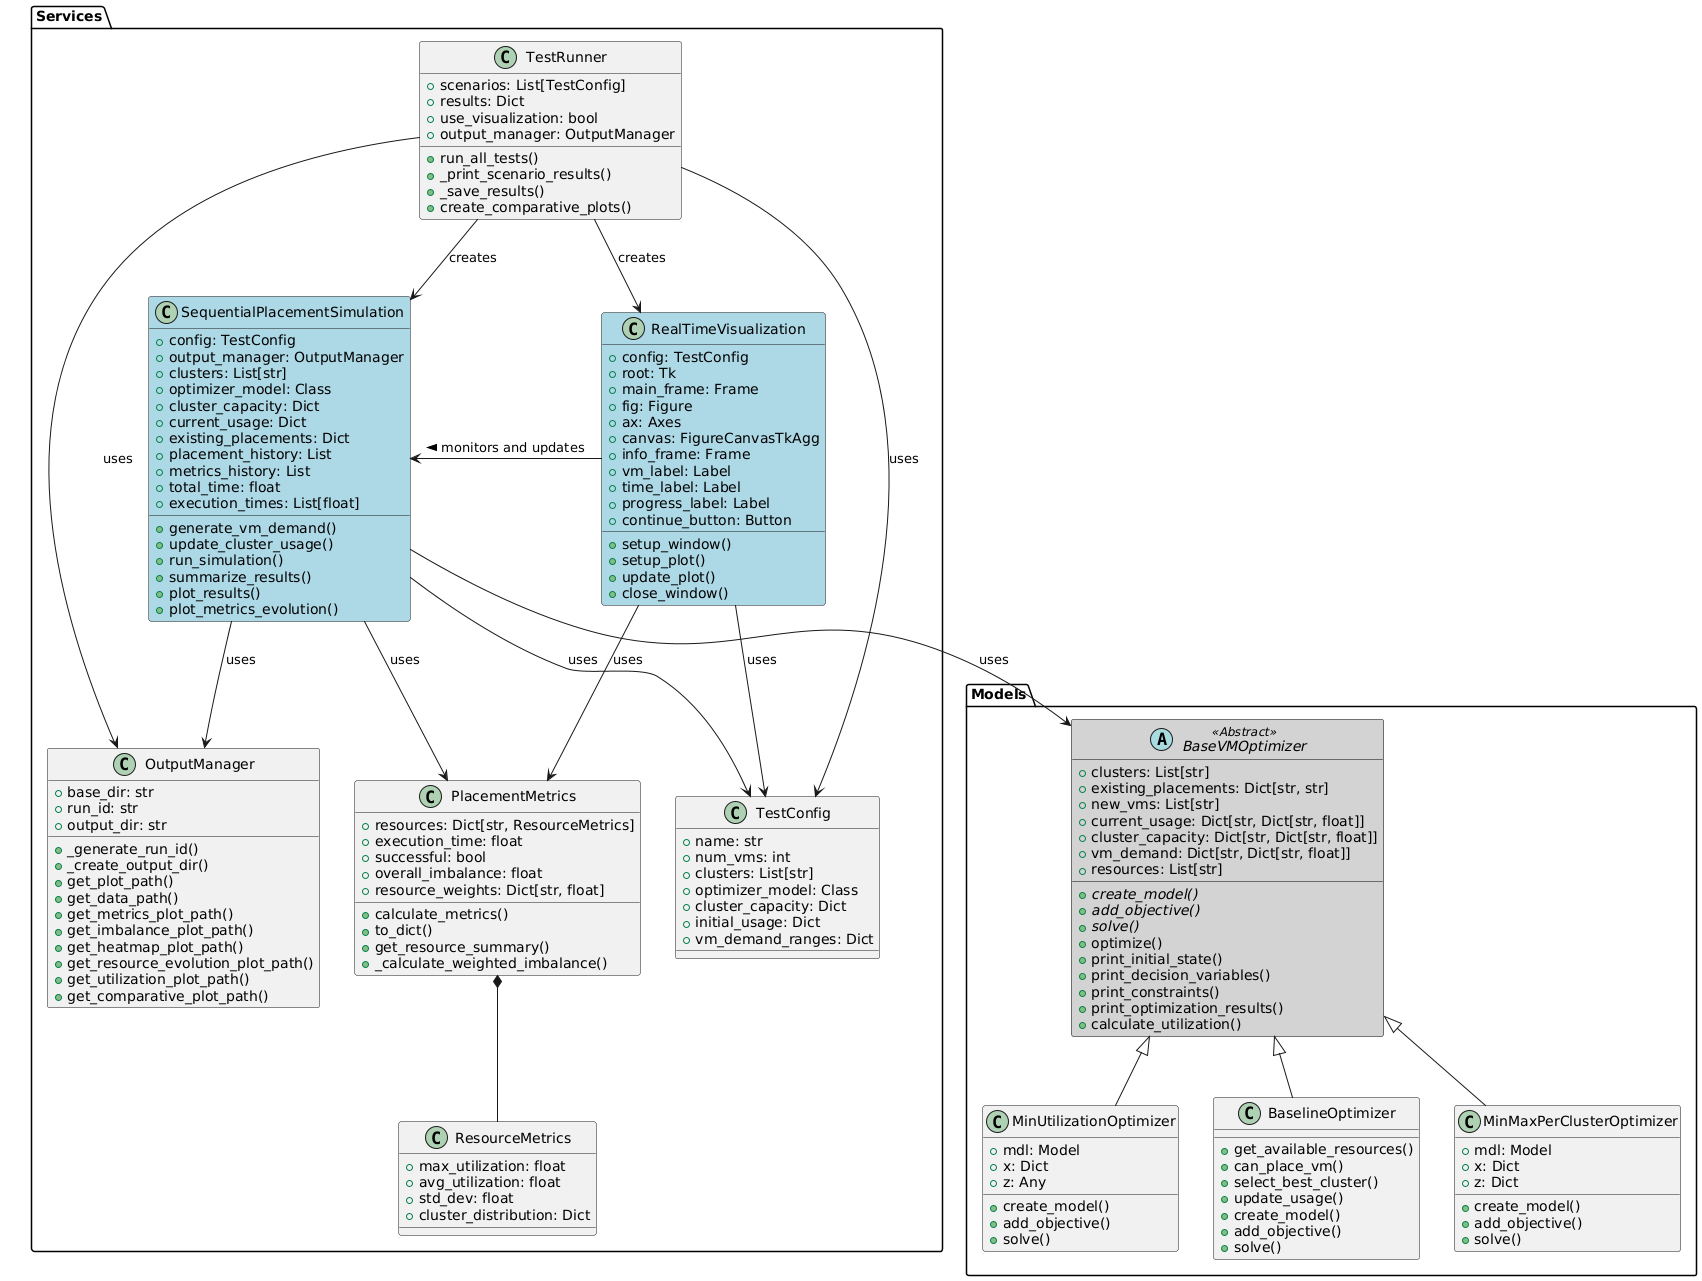 Services
C TestRunner
scenarios: List[TestConfig]
results: Dict
use_visualization: bool
output_manager: OutputManager
run_all_tests()
_print_scenario_results()
_save_results()
create_comparative_plots()
creates
creates
C SequentialPlacementSimulation
config: TestConfig
output_manager: OutputManager
clusters: List[str]
optimizer_model: Class
cluster_capacity: Dict
current_usage: Dict
existing_placements: Dict
placement_history: List
metrics_history: List
total_time: float
execution_times: List[float]
generate_vm_demand()
update_cluster_usage()
run_simulation()
summarize_results()
plot_results()
plot_metrics_evolution()
C RealTimeVisualization
config: TestConfig
root: Tk
main_frame: Frame
fig: Figure
ax: Axes
canvas: FigureCanvasTkAgg
info_frame: Frame
vm_label: Label
time_label: Label
progress_label: Label
continue_button: Button
setup_window()
setup_plot()
update_plot()
close_window()
monitors and updates
uses
uses
uses
uses
uses
uses
uses
uses
C OutputManager
base_dir: str
run_id: str
output_dir: str
_generate_run_id()
_create_output_dir()
get_plot_path()
get_data_path()
get_metrics_plot_path()
get_imbalance_plot_path()
get_heatmap_plot_path()
get_resource_evolution_plot_path()
get_utilization_plot_path()
get_comparative_plot_path()
C PlacementMetrics
resources: Dict[str, ResourceMetrics]
execution_time: float
successful: bool
overall_imbalance: float
resource_weights: Dict[str, float]
calculate_metrics()
to_dict()
get_resource_summary()
_calculate_weighted_imbalance()
C TestConfig
name: str
num_vms: int
clusters: List[str]
optimizer_model: Class
cluster_capacity: Dict
initial_usage: Dict
vm_demand_ranges: Dict
C ResourceMetrics
max_utilization: float
avg_utilization: float
std_dev: float
cluster_distribution: Dict
Models
«Abstract»
A BaseVMOptimizer
clusters: List[str]
existing_placements: Dict[str, str]
new_vms: List[str]
current_usage: Dict[str, Dict[str, float]]
cluster_capacity: Dict[str, Dict[str, float]]
vm_demand: Dict[str, Dict[str, float]]
resources: List[str]
create_model()
add_objective()
solve()
optimize()
print_initial_state()
print_decision_variables()
print_constraints()
print_optimization_results()
calculate_utilization()
C MinUtilizationOptimizer
mdl: Model
x: Dict
z: Any
create_model()
add_objective()
solve()
C BaselineOptimizer
get_available_resources()
can_place_vm()
select_best_cluster()
update_usage()
create_model()
add_objective()
solve()
C MinMaxPerClusterOptimizer
mdl: Model
x: Dict
z: Dict
create_model()
add_objective()
solve()